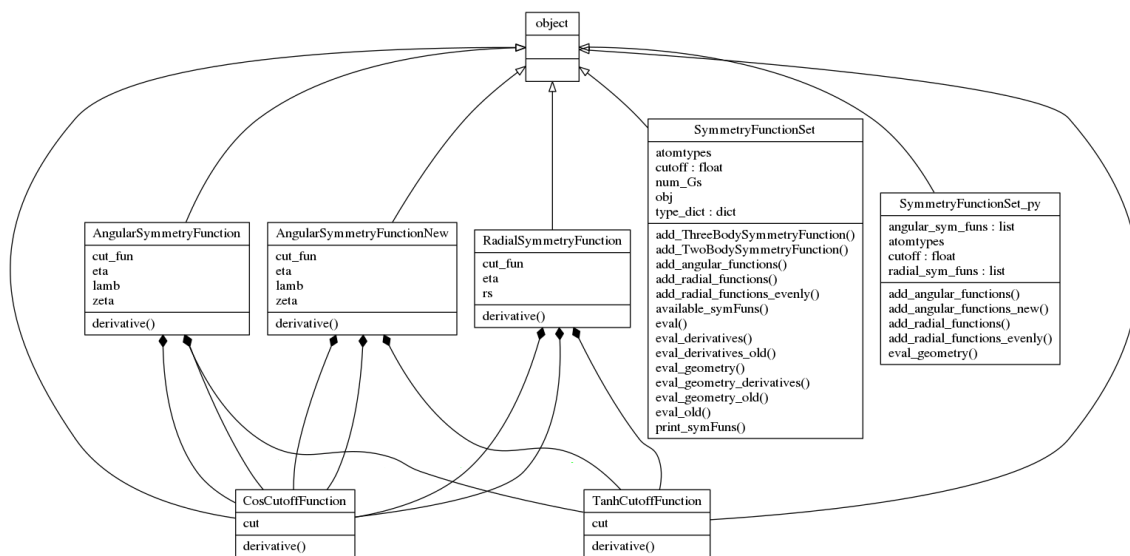 object
SymmetryFunctionSet
atomtypes
cutoff : float
num_Gs
obj
type_dict : dict
add_ThreeBodySymmetryFunction()
add_TwoBodySymmetryFunction()
add_angular_functions()
add_radial_functions()
add_radial_functions_evenly()
available_symFuns()
eval()
eval_derivatives()
eval_derivatives_old()
eval_geometry()
eval_geometry_derivatives()
eval_geometry_old()
eval_old()
print_symFuns()
SymmetryFunctionSet_py
angular_sym_funs : list
atomtypes
cutoff : float
radial_sym_funs : list
add_angular_functions()
add_angular_functions_new()
add_radial_functions()
add_radial_functions_evenly()
eval_geometry()
AngularSymmetryFunction
cut_fun
eta
lamb
zeta
derivative()
AngularSymmetryFunctionNew
cut_fun
eta
lamb
zeta
derivative()
RadialSymmetryFunction
cut_fun
eta
rs
derivative()
CosCutoffFunction
cut
derivative()
TanhCutoffFunction
cut
derivative()